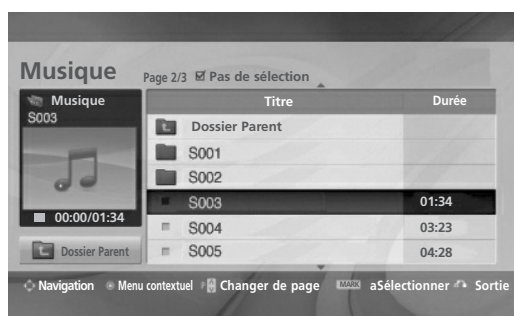 Musique
Page 2/3 Pas de sélection
Musique
S003
00:00/01:34
Dossier Parent
Titre Durée
Dossier Parent
S001
S002
S003 01:34
S004 03:23
S005 04:28
Navigation Menu contextuel Changer de page MARK aSélectionner Sortie